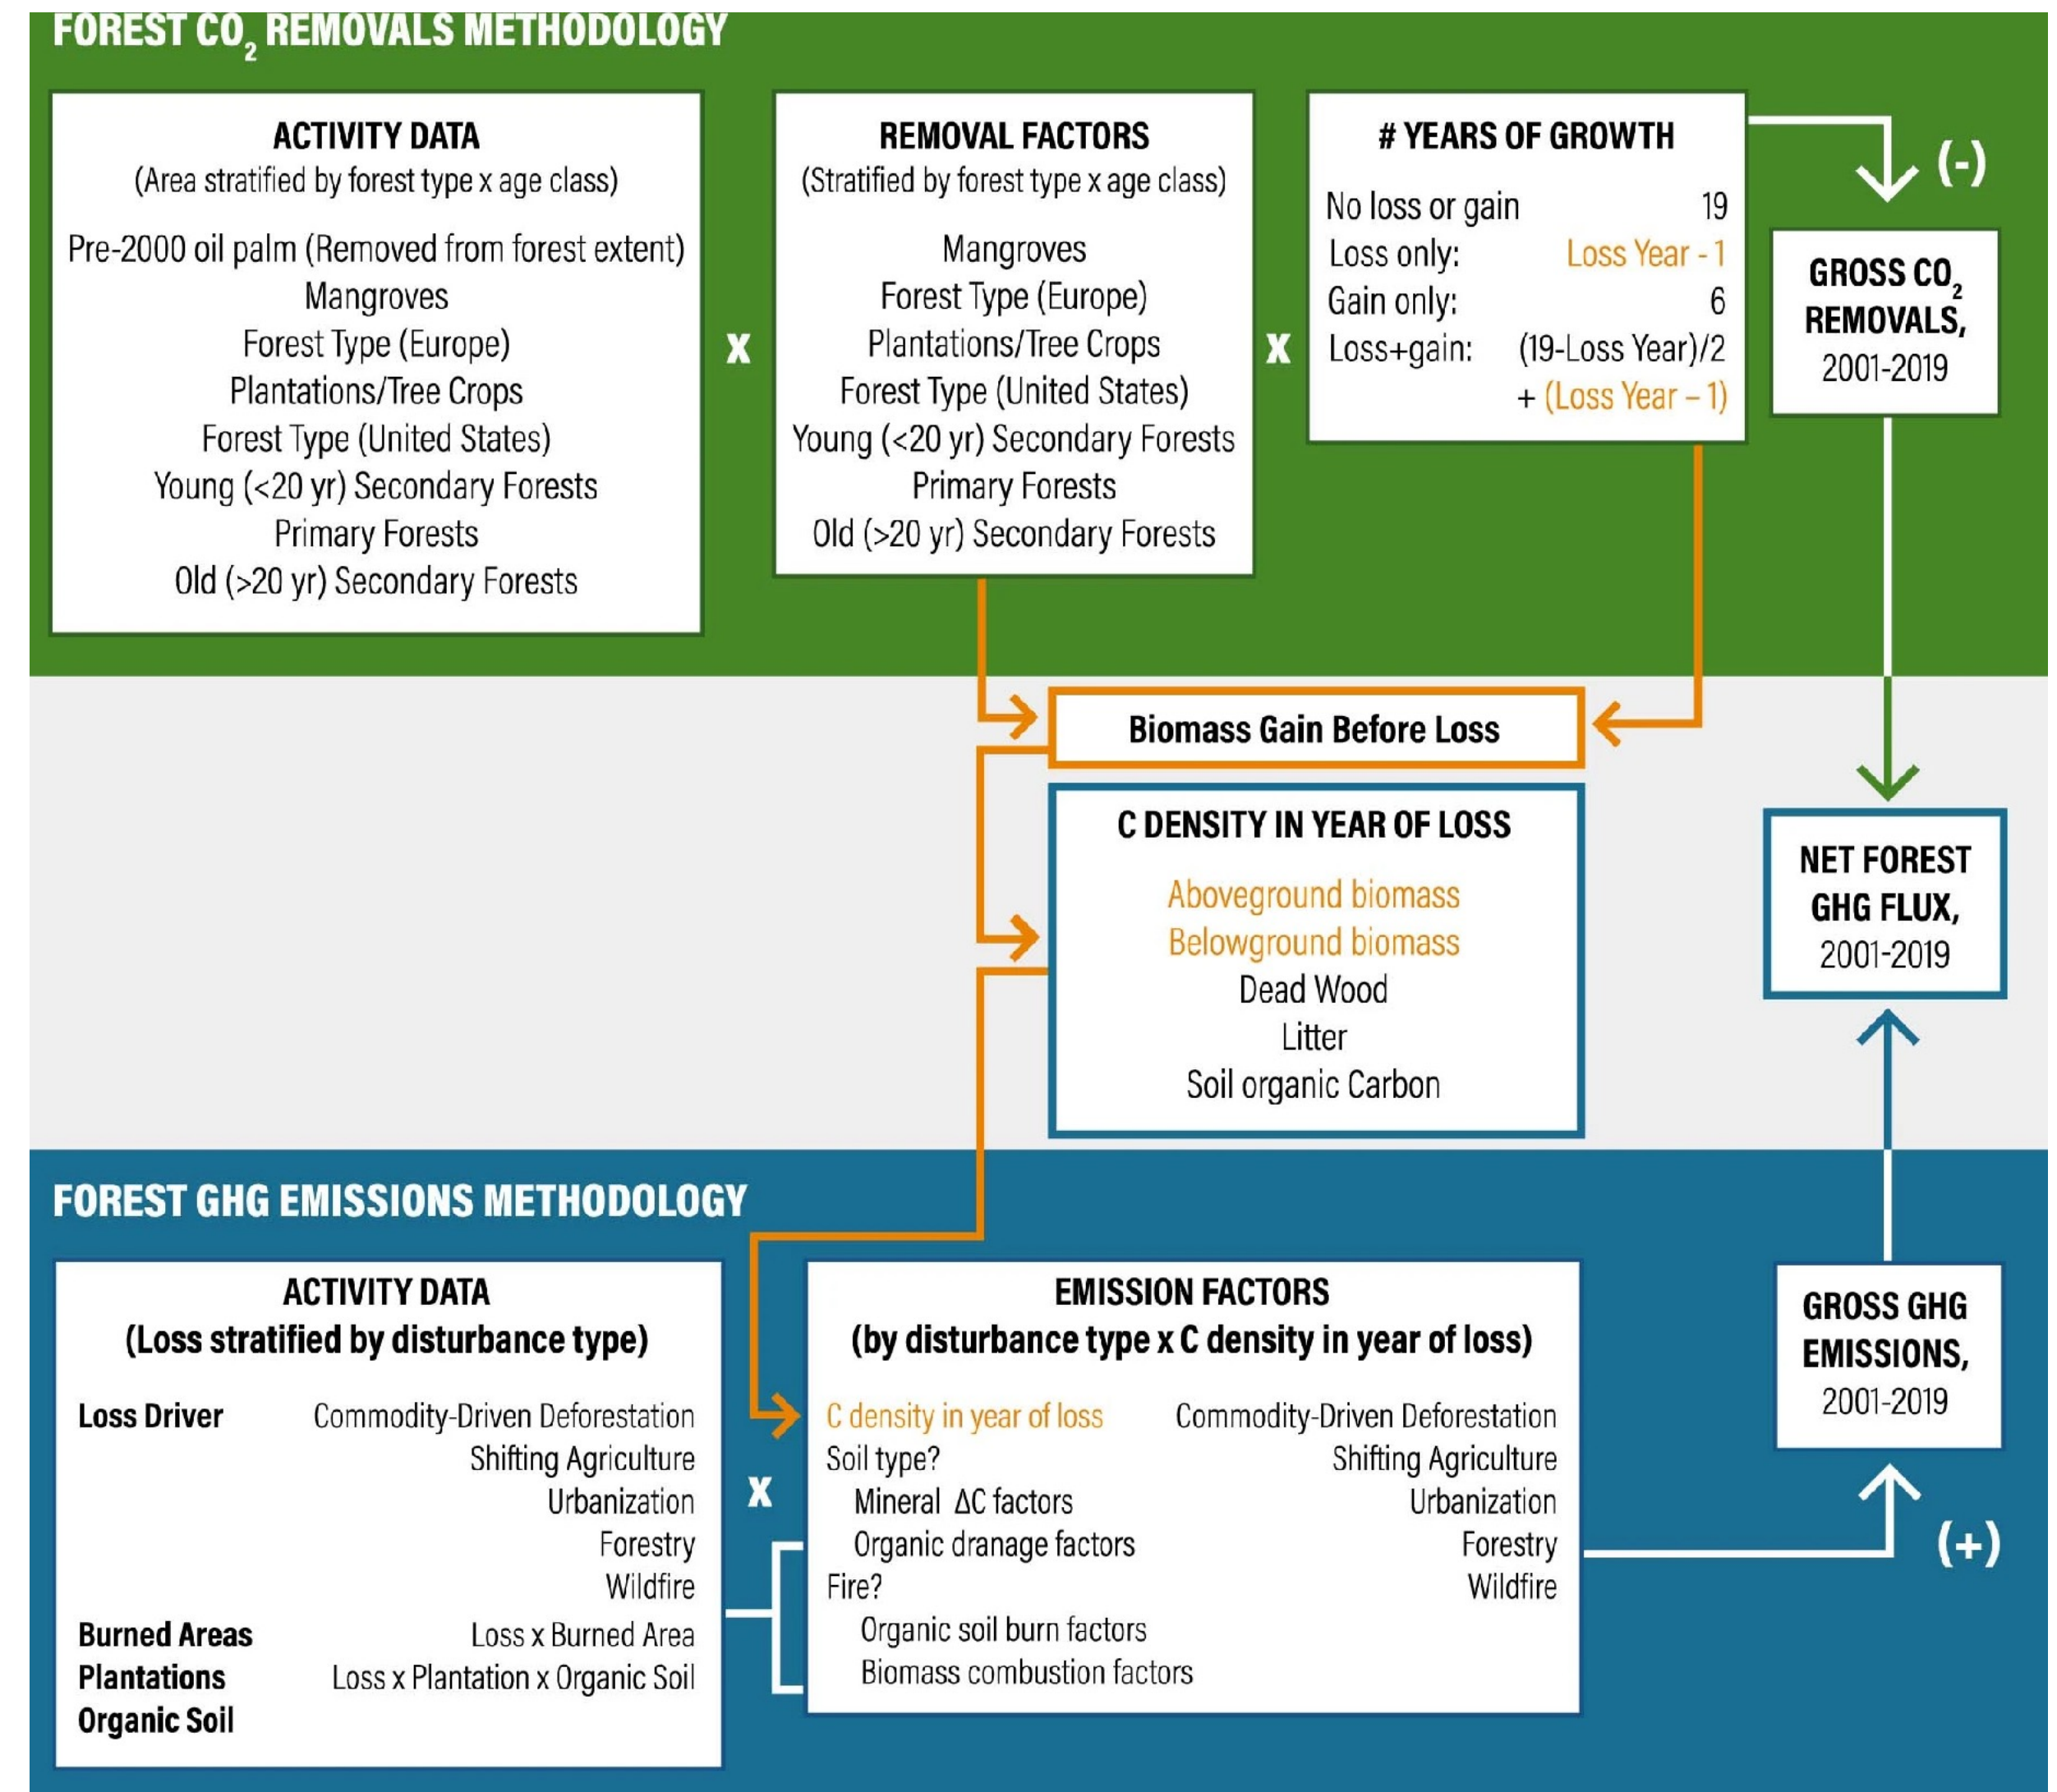 FOREST CO₂ REMOVALS METHODOLOGY
ACTIVITY DATA
(Area stratified by forest type x age class)
Pre-2000 oil palm (Removed from forest extent)
Mangroves
Forest Type (Europe)
Plantations/Tree Crops
Forest Type (United States)
Young (<20 yr) Secondary Forests
Primary Forests
Old (>20 yr) Secondary Forests
x
REMOVAL FACTORS
(Stratified by forest type x age class)
Mangroves
Forest Type (Europe)
Plantations/Tree Crops
Forest Type (United States)
Young (<20 yr) Secondary Forests
Primary Forests
Old (>20 yr) Secondary Forests
x
# YEARS OF GROWTH
No loss or gain 19
Loss only: Loss Year - 1
Gain only: 6
Loss+gain: (19-Loss Year)/2
+ (Loss Year – 1)
(-)
GROSS CO₂
REMOVALS,
2001-2019
Biomass Gain Before Loss
C DENSITY IN YEAR OF LOSS
Aboveground biomass
Belowground biomass
Dead Wood
Litter
Soil organic Carbon
NET FOREST
GHG FLUX,
2001-2019
FOREST GHG EMISSIONS METHODOLOGY
ACTIVITY DATA
(Loss stratified by disturbance type)
Loss Driver Commodity-Driven Deforestation
Shifting Agriculture
Urbanization
Forestry
Wildfire
Burned Areas Loss x Burned Area
Plantations Loss x Plantation x Organic Soil
Organic Soil
x
EMISSION FACTORS
(by disturbance type x C density in year of loss)
C density in year of loss Commodity-Driven Deforestation
Soil type? Shifting Agriculture
Mineral ΔC factors Urbanization
Organic dranage factors Forestry
Fire? Wildfire
Organic soil burn factors
Biomass combustion factors
GROSS GHG
EMISSIONS,
2001-2019
(+)